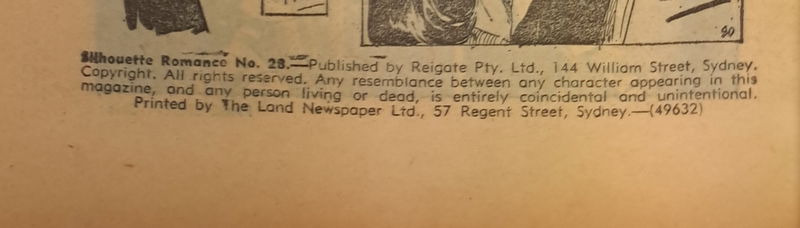 90
Silhouette Romance No. 28.—Published by Reigate Pty. Ltd., 144 William Street, Sydney.
Copyright. All rights reserved. Any resemblance between any character appearing in this
magazine, and any person living or dead, is entirely coincidental and unintentional.
Printed by The Land Newspaper Ltd., 57 Regent Street, Sydney.—(49632)